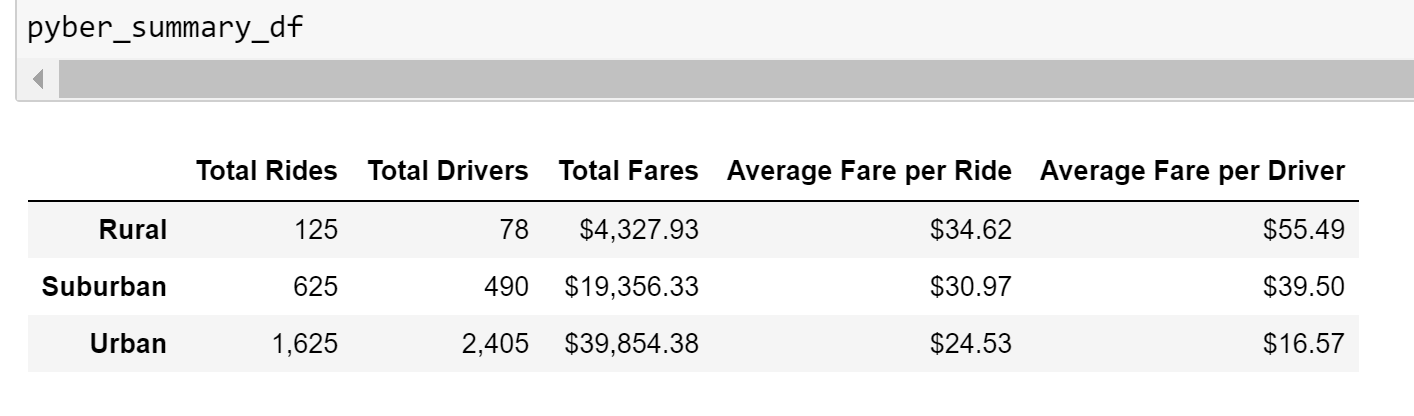 pyber_summary_df
Total Rides Total Drivers Total Fares Average Fare per Ride Average Fare per Driver
Rural 125 78 $4,327.93 $34.62 $55.49
Suburban 625 490 $19,356.33 $30.97 $39.50
Urban 1,625 2,405 $39,854.38 $24.53 $16.57